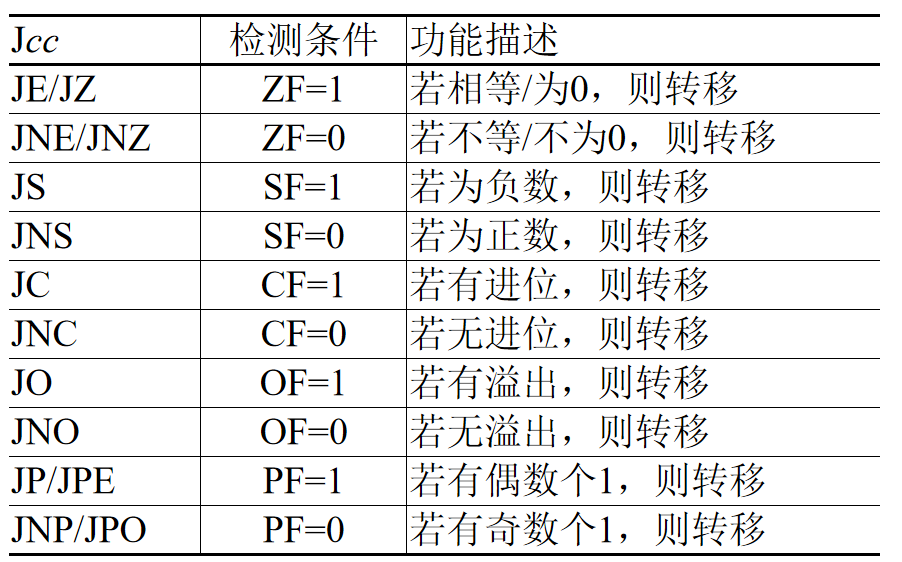 Jcc 检测条件 功能描述
JE/JZ ZF=1 若相等/为0，则转移
JNE/JNZ ZF=0 若不等/不为0，则转移
JS SF=1 若为负数，则转移
JNS SF=0 若为正数，则转移
JC CF=1 若有进位，则转移
JNC CF=0 若无进位，则转移
JO OF=1 若有溢出，则转移
JNO OF=0 若无溢出，则转移
JP/JPE PF=1 若有偶数个1，则转移
JNP/JPO PF=0 若有奇数个1，则转移